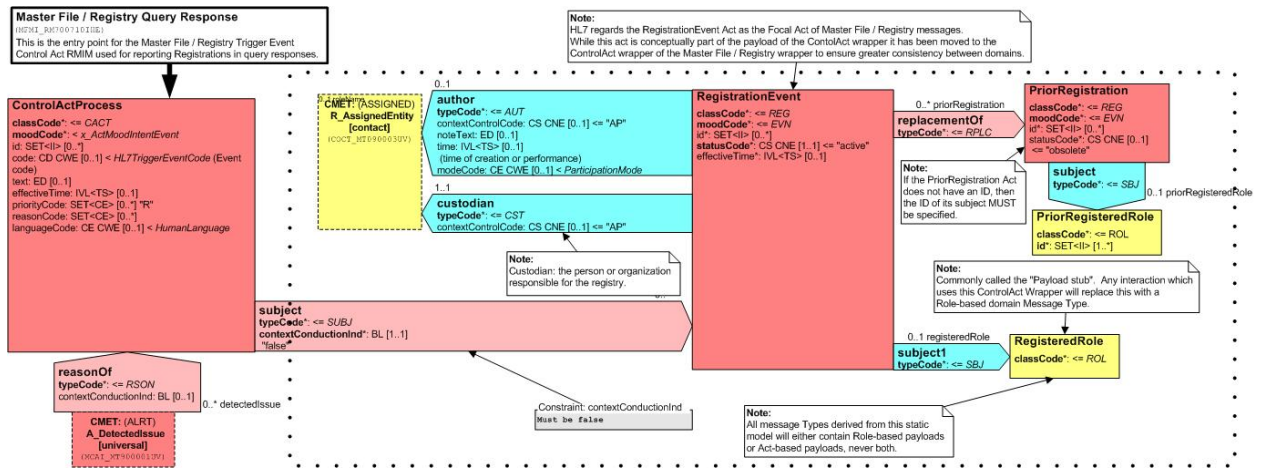 Master File / Registry Query Response
(MFMI_RM700710IHE)
This is the entry point for the Master File / Registry Trigger Event
Control Act RMIM used for reporting Registrations in query responses.
Note:
HL7 regards the RegistrationEvent Act as the Focal Act of Master File / Registry messages.
While this act is conceptually part of the payload of the ContolAct wrapper it has been moved to the
ControlAct wrapper of the Master File / Registry wrapper to ensure greater consistency between domains.
ControlActProcess
classCode*: <= CACT
moodCode*: < x_ActMoodIntentEvent
id: SET<II> [0..*]
code: CD CWE [0..1] < HL7TriggerEventCode (Event
code)
text: ED [0..1]
effectiveTime: IVL<TS> [0..1]
priorityCode: SET<CE> [0..*] "R"
reasonCode: SET<CE> [0..*]
languageCode: CE CWE [0..1] < HumanLanguage
CMET: (ASSIGNED)
R_AssignedEntity
[contact]
(COCT_MT090003UV)
0..1
author
typeCode*: <= AUT
contextControlCode: CS CNE [0..1] <= "AP"
noteText: ED [0..1]
time: IVL<TS> [0..1]
(time of creation or performance)
modeCode: CE CWE [0..1] < ParticipationMode
1..1
custodian
typeCode*: <= CST
contextControlCode: CS CNE [0..1] <= "AP"
Note:
Custodian: the person or organization
responsible for the registry.
RegistrationEvent
classCode*: <= REG
moodCode*: <= EVN
id*: SET<II> [0..*]
statusCode*: CS CNE [1..1] <= "active"
effectiveTime*: IVL<TS> [0..1]
0..* priorRegistration
replacementOf
typeCode*: <= RPLC
PriorRegistration
classCode*: <= REG
moodCode*: <= EVN
id*: SET<II> [0..*]
statusCode*: CS CNE [0..1]
<= "obsolete"
Note:
If the PriorRegistration Act
does not have an ID, then
the ID of its subject MUST
be specified.
subject
typeCode*: <= SBJ
0..1 priorRegisteredRole
PriorRegisteredRole
classCode*: <= ROL
id*: SET<II> [1..*]
Note:
Commonly called the "Payload stub". Any interaction which
uses this ControlAct Wrapper will replace this with a
Role-based domain Message Type.
subject
typeCode*: <= SUBJ
contextConductionInd*: BL [1..1]
"false"
0..1 registeredRole
subject1
typeCode*: <= SBJ
RegisteredRole
classCode*: <= ROL
reasonOf
typeCode*: <= RSON
contextConductionInd: BL [0..1]
0..* detectedIssue
CMET: (ALRT)
A_DetectedIssue
[universal]
(MCAI_MT900001UV)
Constraint: contextConductionInd
Must be false
Note:
All message Types derived from this static
model will either contain Role-based payloads
or Act-based payloads, never both.